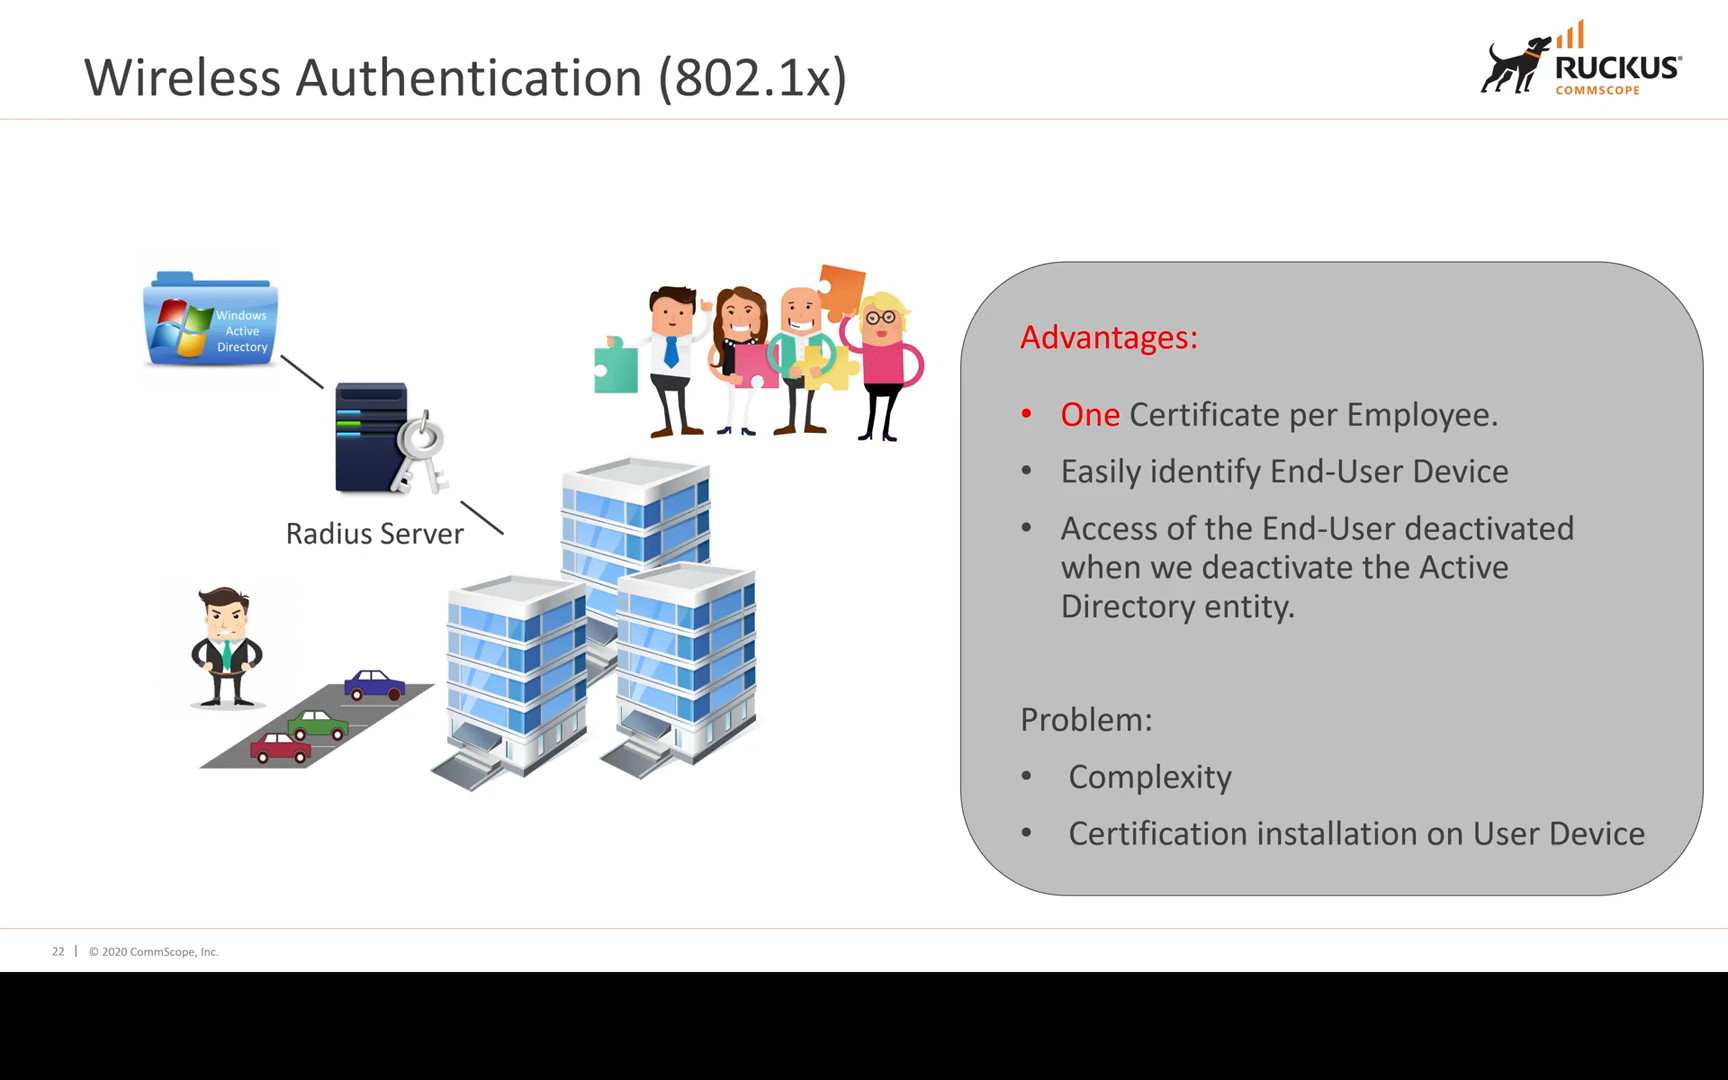 Wireless Authentication (802.1x)
RUCKUS®
COMMSCOPE
Windows
Active
Directory
Radius Server
Advantages:
• One Certificate per Employee.
• Easily identify End-User Device
• Access of the End-User deactivated
when we deactivate the Active
Directory entity.
Problem:
• Complexity
• Certification installation on User Device
22 | © 2020 CommScope, Inc.